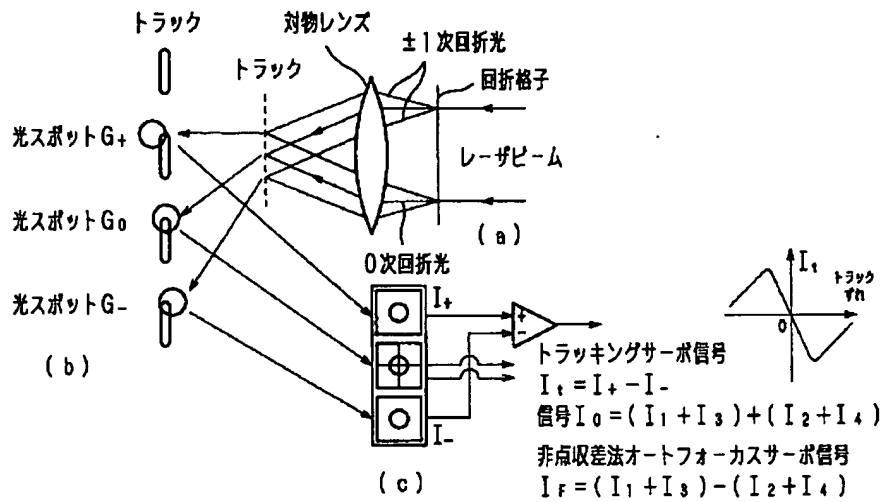 トラック
対物レンズ
±1次回折光
トラック
回折格子
光スポットG+
レーザビーム
光スポットG0
(a)
0次回折光
光スポットG-
(b)
I+
+
-
It
トラックずれ
0
トラッキングサーボ信号
It=I+-I-
信号I0=(I1+I3)+(I2+I4)
I-
非点収差法オートフォーカスサーボ信号
(c)
IF=(I1+I3)-(I2+I4)